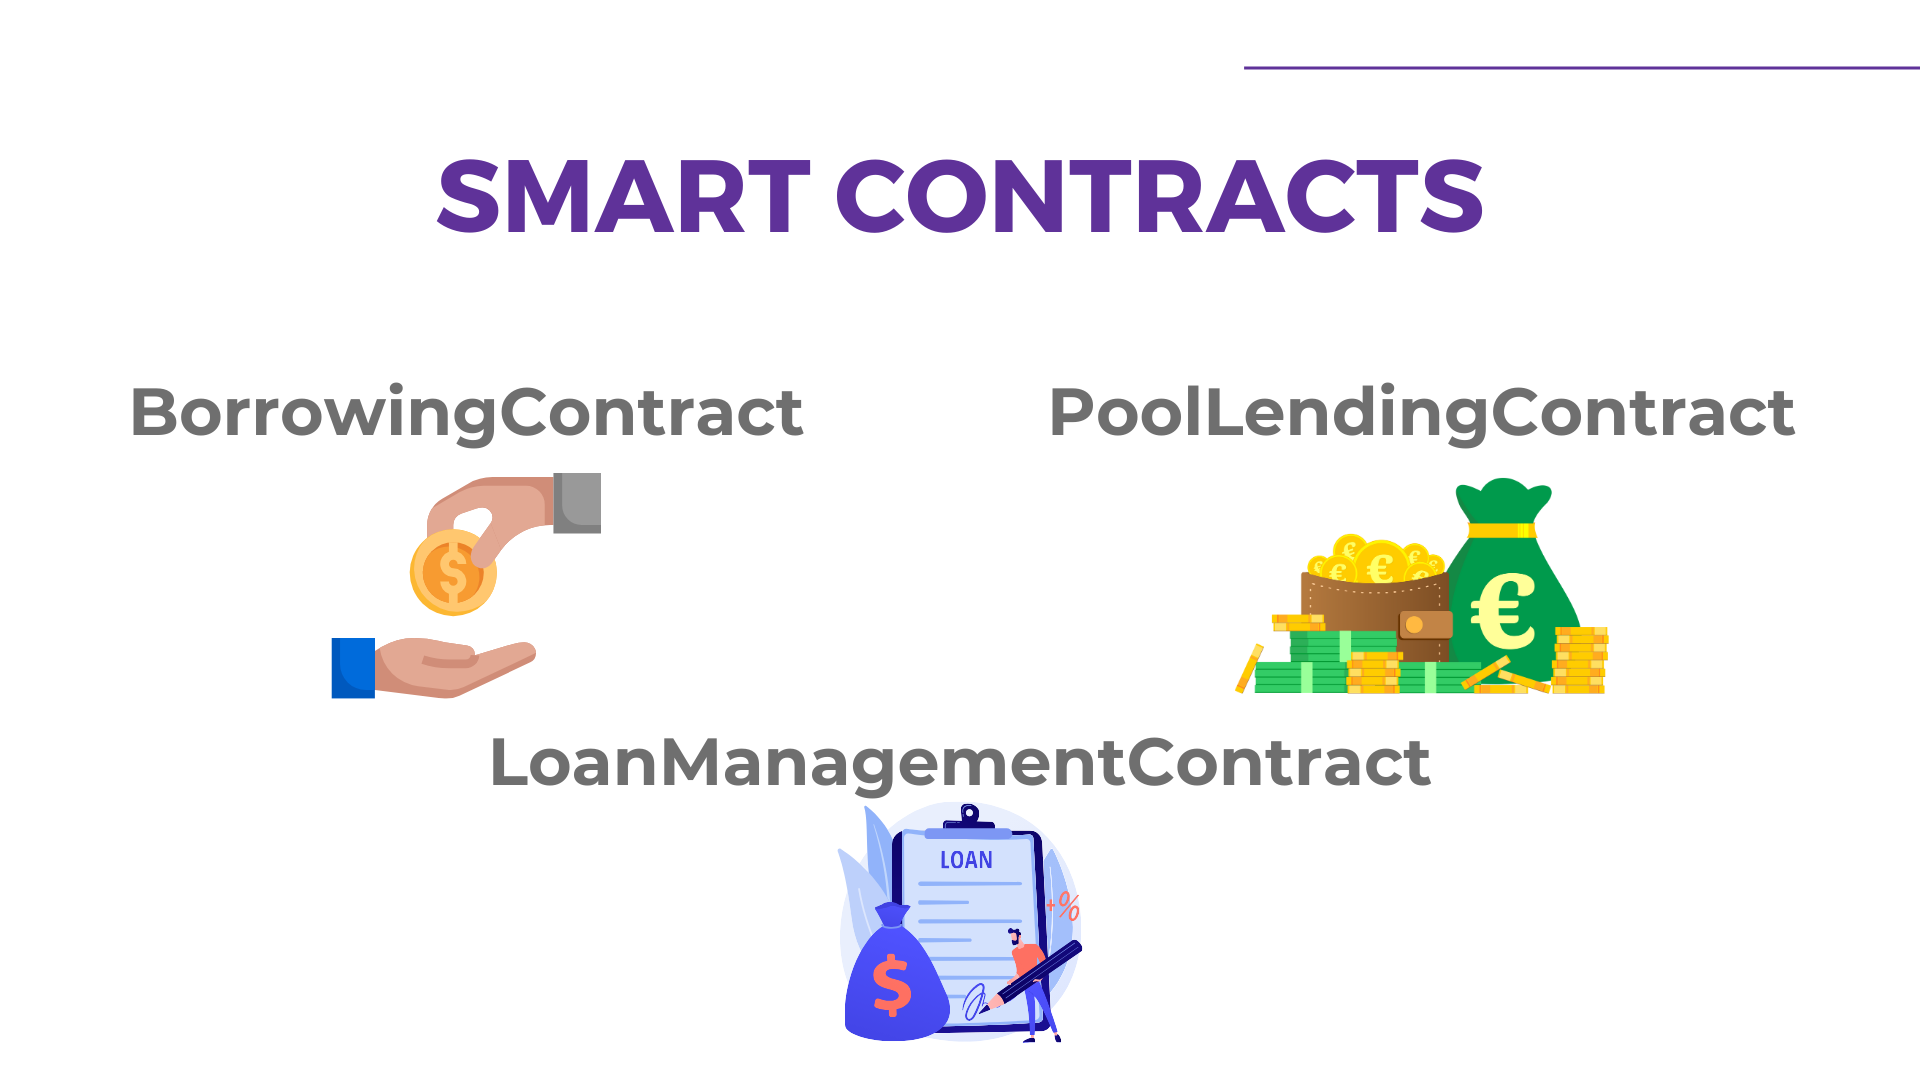 SMART CONTRACTS
BorrowingContract
PoolLendingContract
$
€ € € € € €
€
LoanManagementContract
LOAN
+%
$